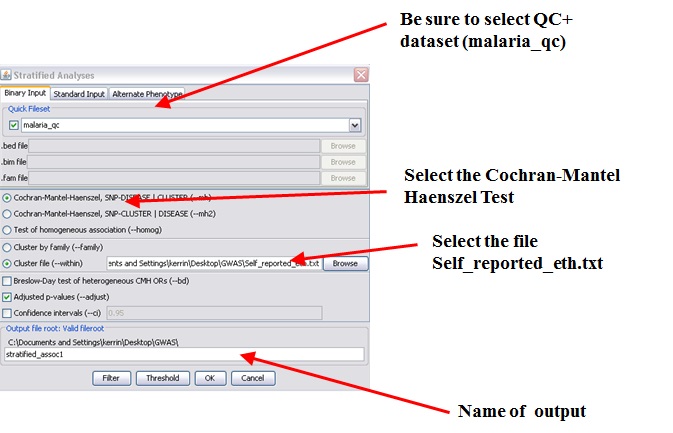 Be sure to select QC+
dataset (malaria_qc)
Stratified Analyses
Binary Input Standard Input Alternate Phenotype
Quick Fileset
malaria_qc
.bed file Browse
.bim file Browse
.fam file Browse
Cochran-Mantel-Haenszel, SNP-DISEASE | CLUSTER (--mh)
Cochran-Mantel-Haenszel, SNP-CLUSTER | DISEASE (--mh2)
Test of homogeneous association (--homog)
Select the Cochran-Mantel
Haenszel Test
Cluster by family (--family)
Cluster file (--within) ents and Settings\kerrin\Desktop\GWAS\Self_reported_eth.txt Browse
Select the file
Self_reported_eth.txt
Breslow-Day test of heterogeneous CMH ORs (--bd)
Adjusted p-values (--adjust)
Confidence intervals (--ci) 0.95
Output file root: Valid fileroot
C:\Documents and Settings\kerrin\Desktop\GWAS\
stratified_assoc1
Filter Threshold OK Cancel
Name of output